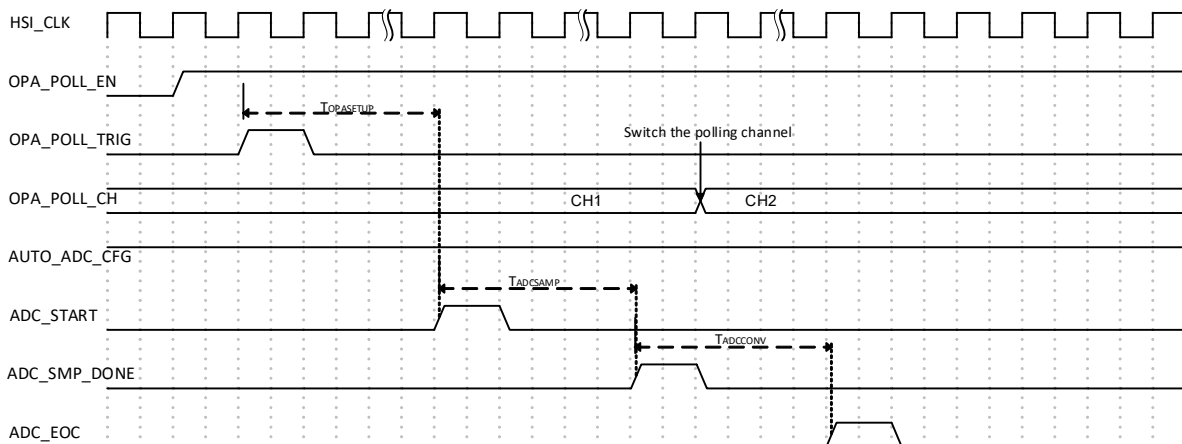 HSI_CLK
OPA_POLL_EN
TOPASETUP
OPA_POLL_TRIG
Switch the polling channel
OPA_POLL_CH
CH1
CH2
AUTO_ADC_CFG
TADCSAMP
ADC_START
TADCCONV
ADC_SMP_DONE
ADC_EOC